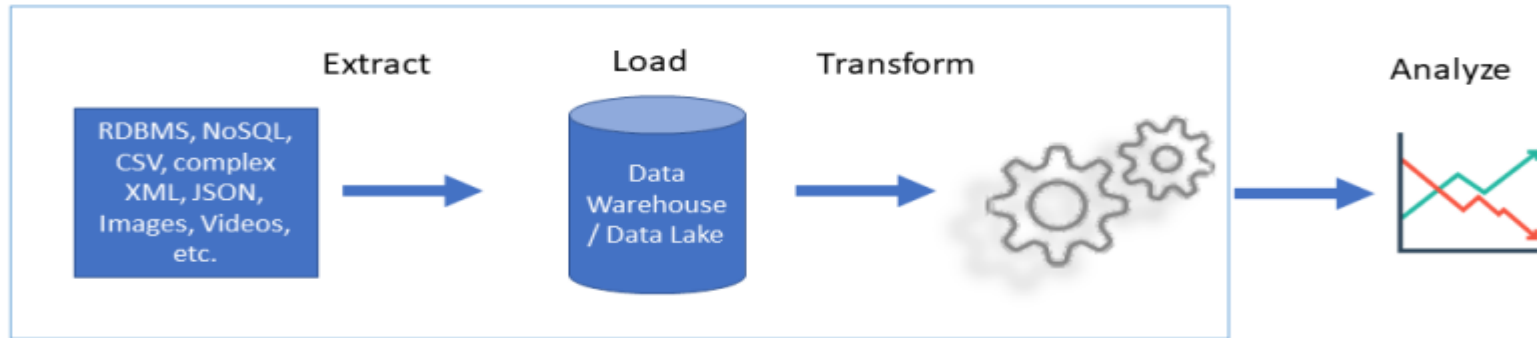 Extract
Load
Transform
Analyze
RDBMS, NoSQL,
CSV, complex
XML, JSON,
Images, Videos,
etc.
Data
Warehouse
/ Data Lake